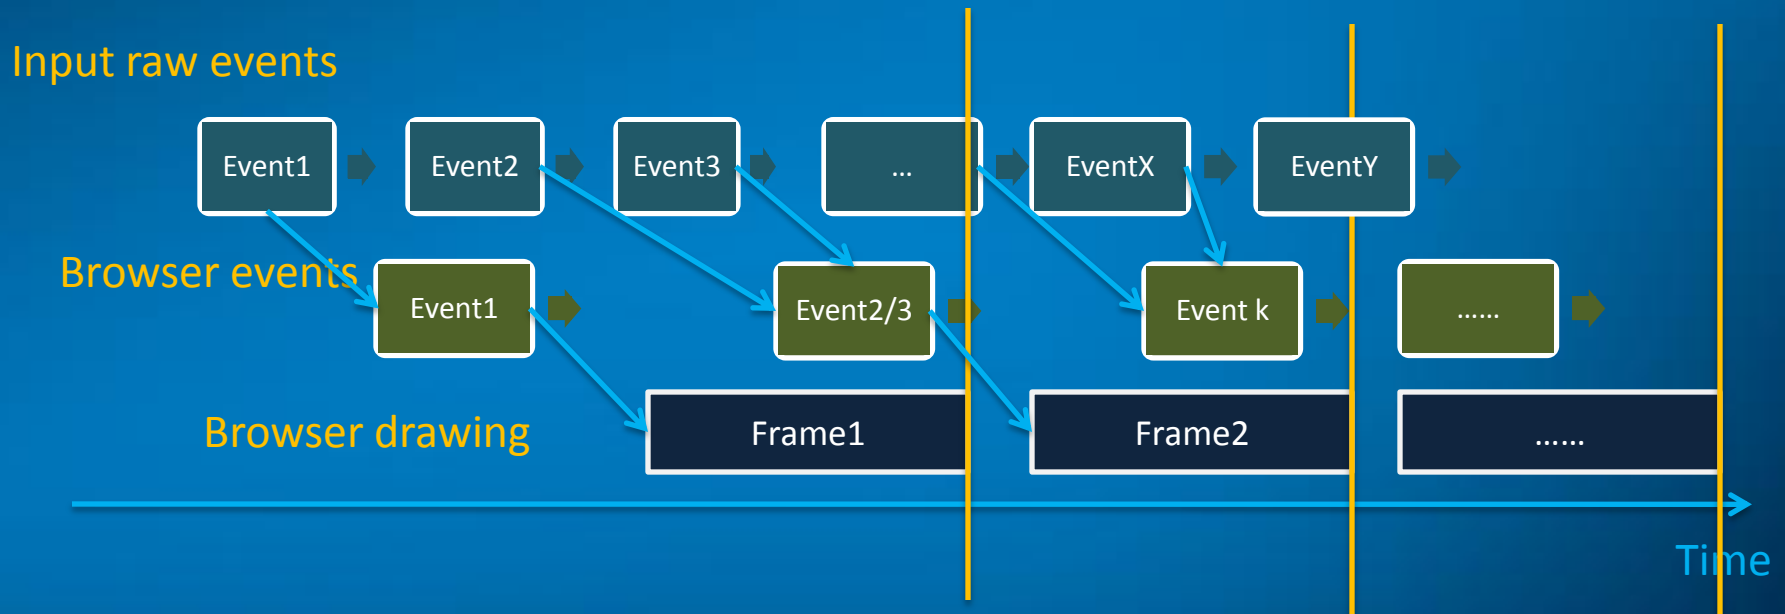 Input raw events
Event1
Event2
Event3
...
EventX
EventY
Browser events
Event1
Event2/3
Event k
……
Browser drawing
Frame1
Frame2
……
Time